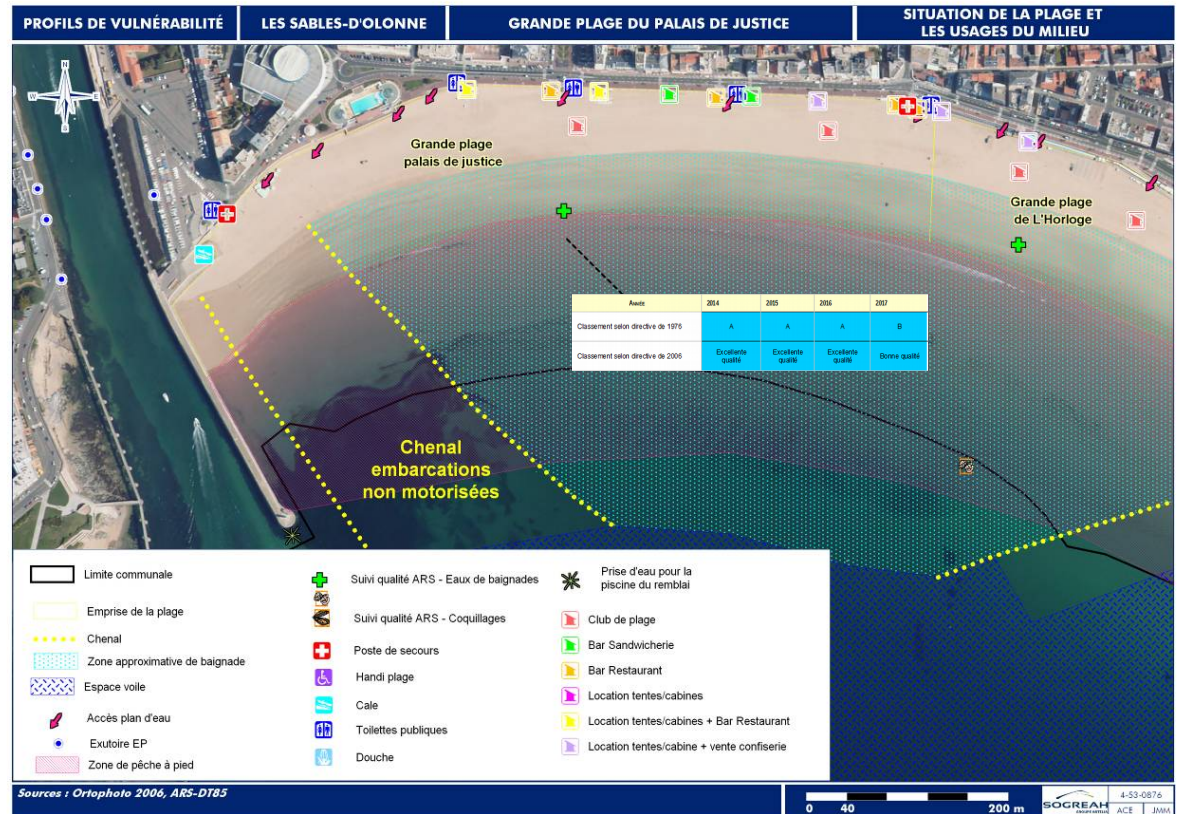 PROFILS DE VULNÉRABILITÉ
LES SABLES-D'OLONNE
GRANDE PLAGE DU PALAIS DE JUSTICE
SITUATION DE LA PLAGE ET
LES USAGES DU MILIEU
N
W E
S
Grande plage
palais de justice
Grande plage
de L'Horloge
Année 2014 2015 2016 2017
Classement selon directive de 1976 A A A B
Classement selon directive de 2006 Excellente qualité Excellente qualité Excellente qualité Bonne qualité
Chenal
embarcations
non motorisées
Limite communale
Emprise de la plage
Chenal
Zone approximative de baignade
Espace voile
Accès plan d'eau
Exutoire EP
Zone de pêche à pied
Suivi qualité ARS - Eaux de baignades
Suivi qualité ARS - Coquillages
Poste de secours
Handi plage
Cale
Toilettes publiques
Douche
Prise d'eau pour la
piscine du remblai
Club de plage
Bar Sandwicherie
Bar Restaurant
Location tentes/cabines
Location tentes/cabines + Bar Restaurant
Location tentes/cabine + vente confiserie
Sources : Ortophoto 2006, ARS-DT85
0 40 200 m
SOGREAH
4-53-0876
ACE JMM